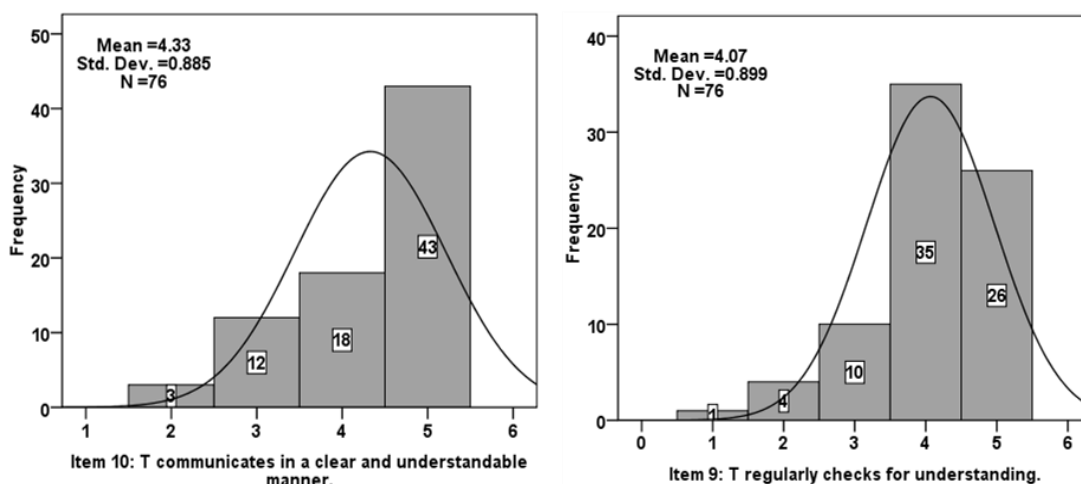 50
40
30
20
10
0
Frequency
Mean =4.33
Std. Dev. =0.885
N =76
3
12
18
43
1 2 3 4 5 6
Item 10: T communicates in a clear and understandable
manner.
40
30
20
10
0
Frequency
Mean =4.07
Std. Dev. =0.899
N =76
1
4
10
35
26
0 1 2 3 4 5 6
Item 9: T regularly checks for understanding.